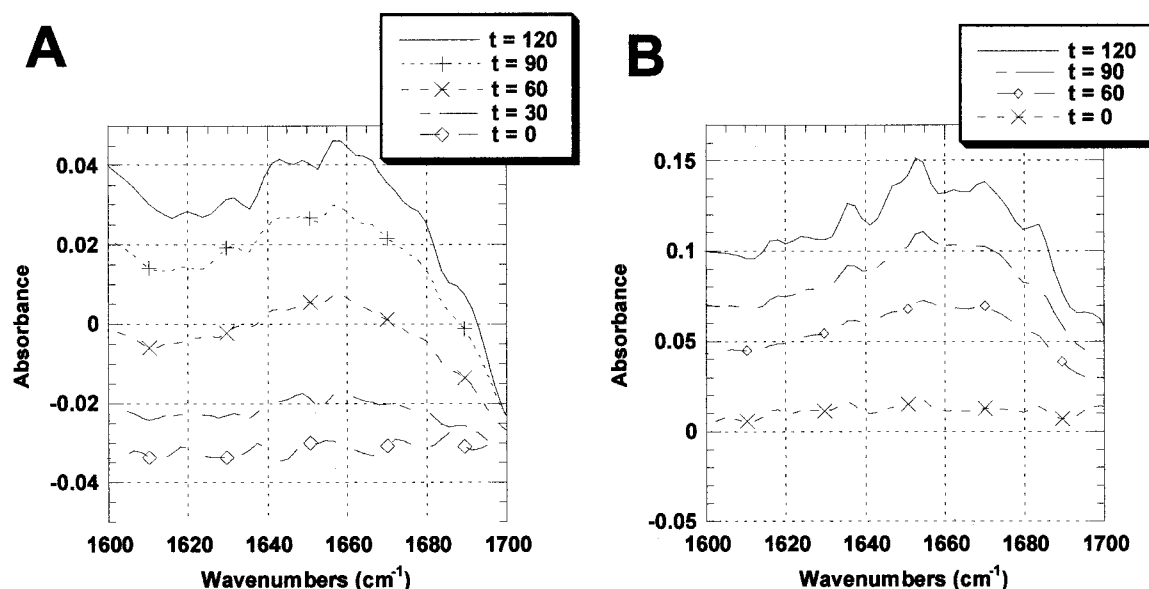 A
t = 120
t = 90
t = 60
t = 30
t = 0
0.04
0.02
0
-0.02
-0.04
Absorbance
1600 1620 1640 1660 1680 1700
Wavenumbers (cm⁻¹)
B
t = 120
t = 90
t = 60
t = 0
0.15
0.1
0.05
0
-0.05
Absorbance
1600 1620 1640 1660 1680 1700
Wavenumbers (cm⁻¹)